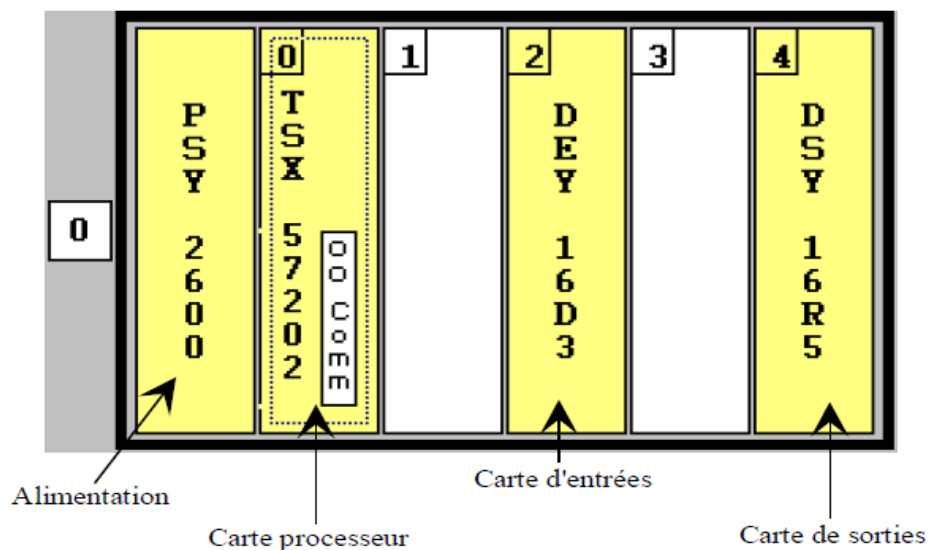 0
PSY 2600
0
TSX 57202
oo Comm
1
2
DEY 16D3
3
4
DSY 16R5
Alimentation
Carte processeur
Carte d'entrées
Carte de sorties